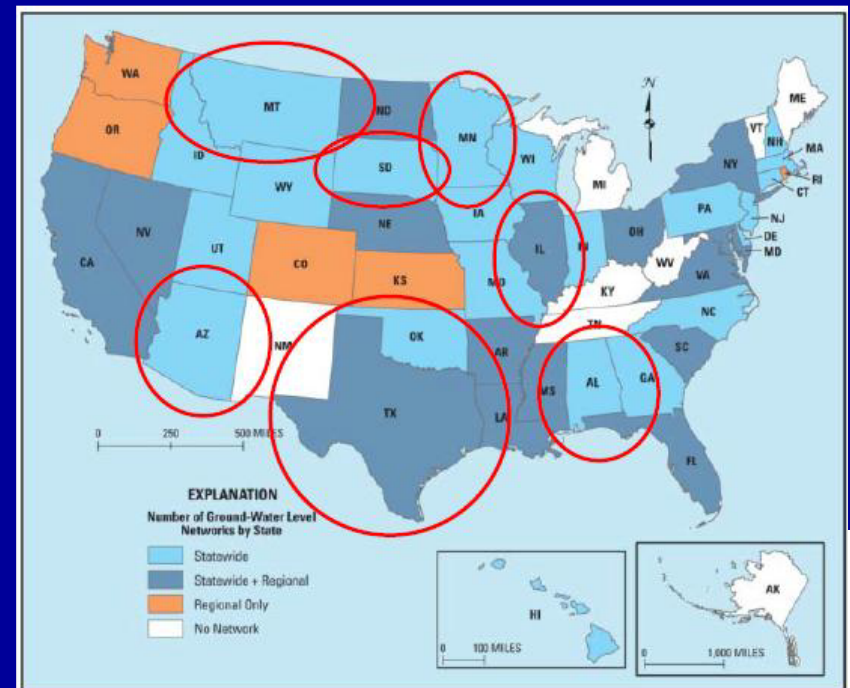 WA
MT
ND
MN
ME
VT
NH
MA
OR
ID
SD
WI
NY
RI
CT
MI
WY
IA
PA
NJ
NE
IL
IN
OH
DE
MD
NV
UT
CO
KS
MO
WV
VA
CA
KY
NC
TN
AZ
NM
OK
AR
SC
MS
AL
GA
TX
LA
FL
N
0 250 500 MILES
EXPLANATION
Number of Ground-Water Level
Networks by State
Statewide
Statewide + Regional
Regional Only
No Network
HI
0 100 MILES
AK
0 1,000 MILES